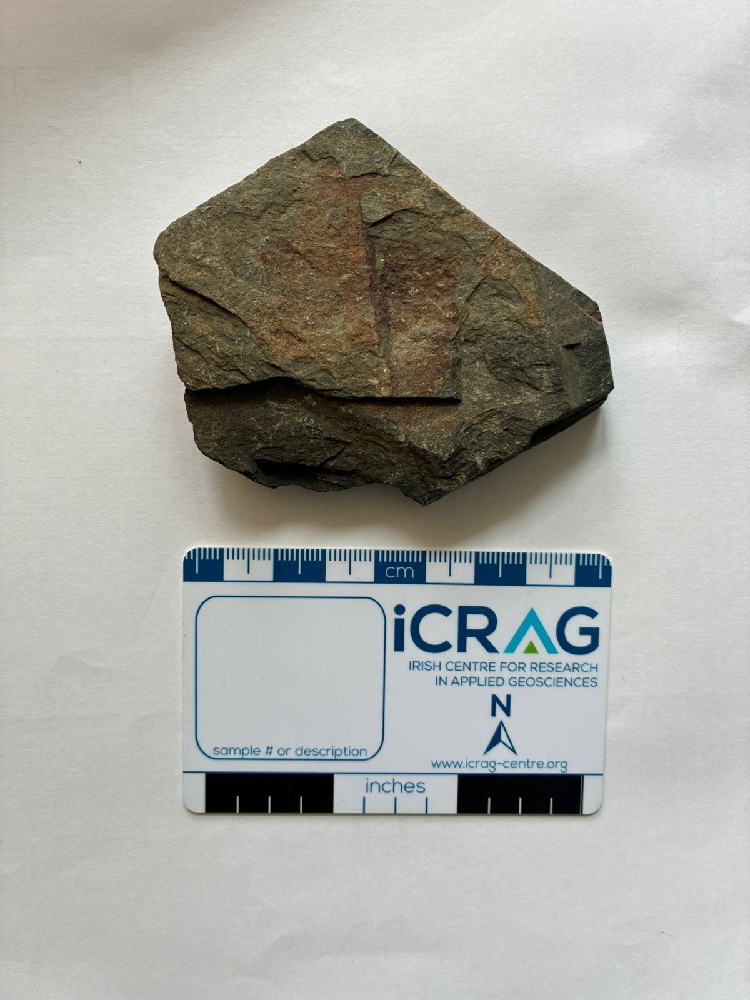 cm
iCRAG
IRISH CENTRE FOR RESEARCH
IN APPLIED GEOSCIENCES
N
sample # or description
www.icrag-centre.org
inches